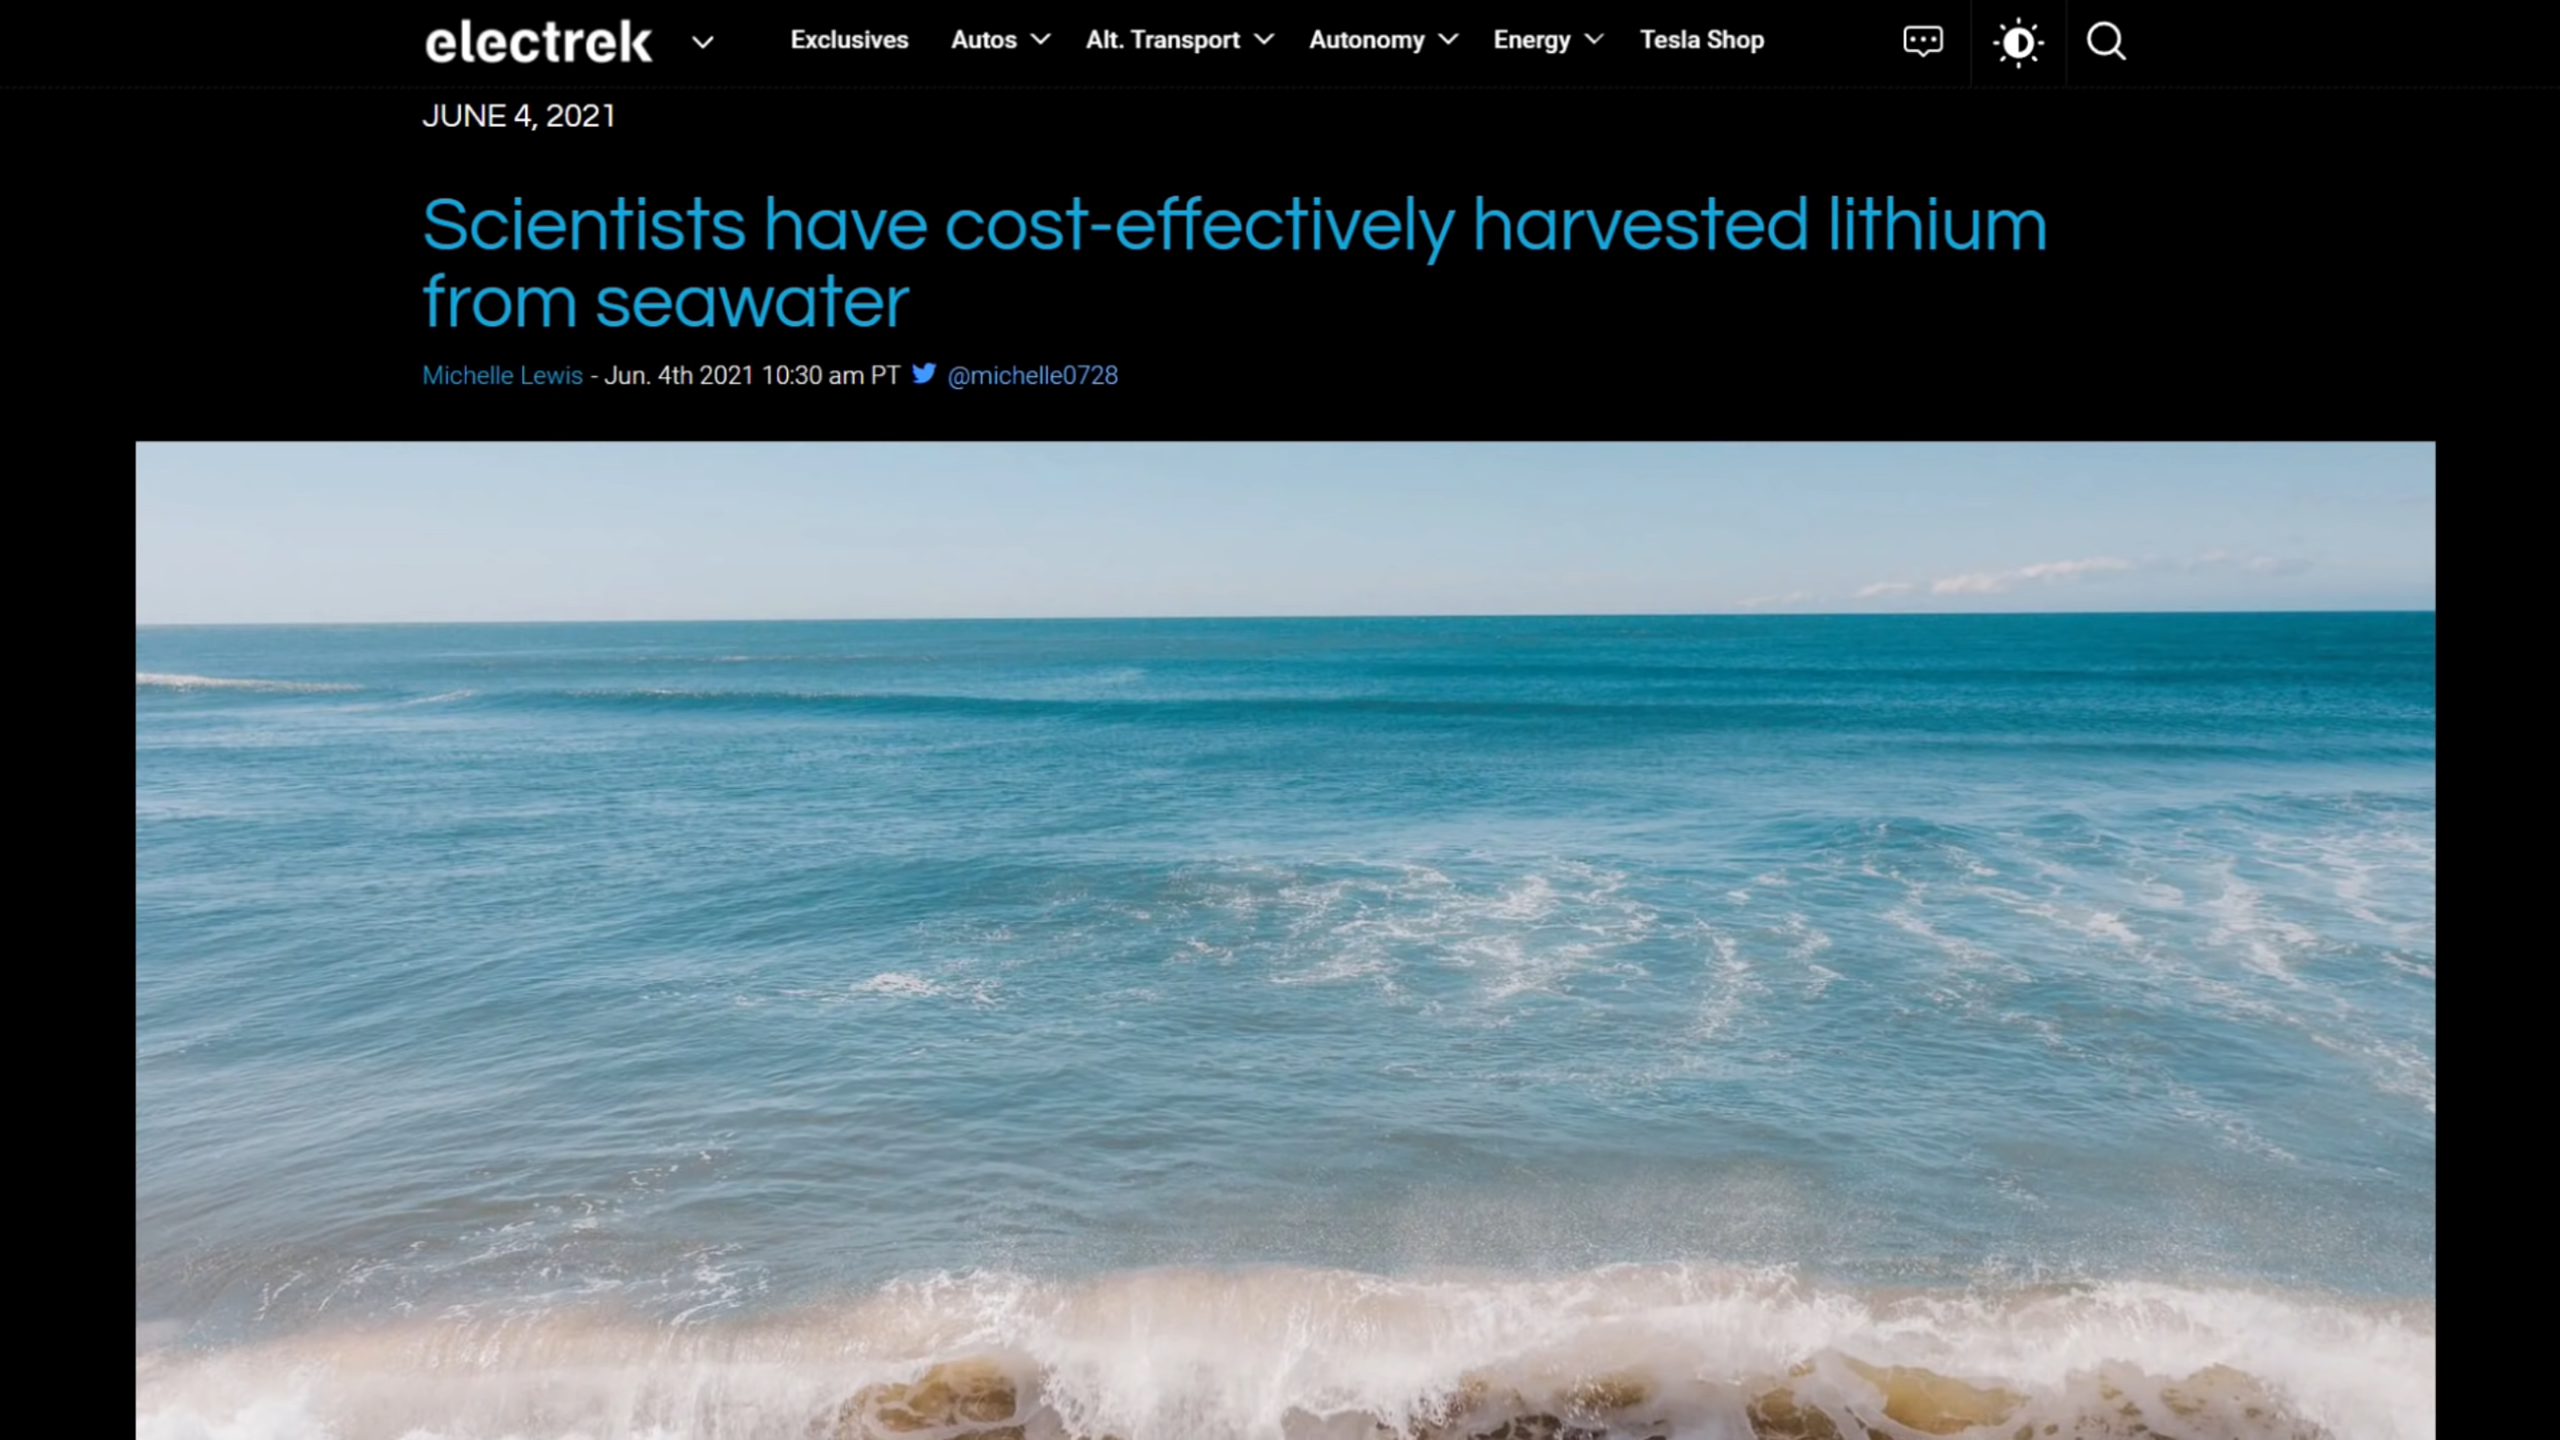 electrek Exclusives Autos Alt. Transport Autonomy Energy Tesla Shop
JUNE 4, 2021
Scientists have cost-effectively harvested lithium
from seawater
Michelle Lewis - Jun. 4th 2021 10:30 am PT @michelle0728